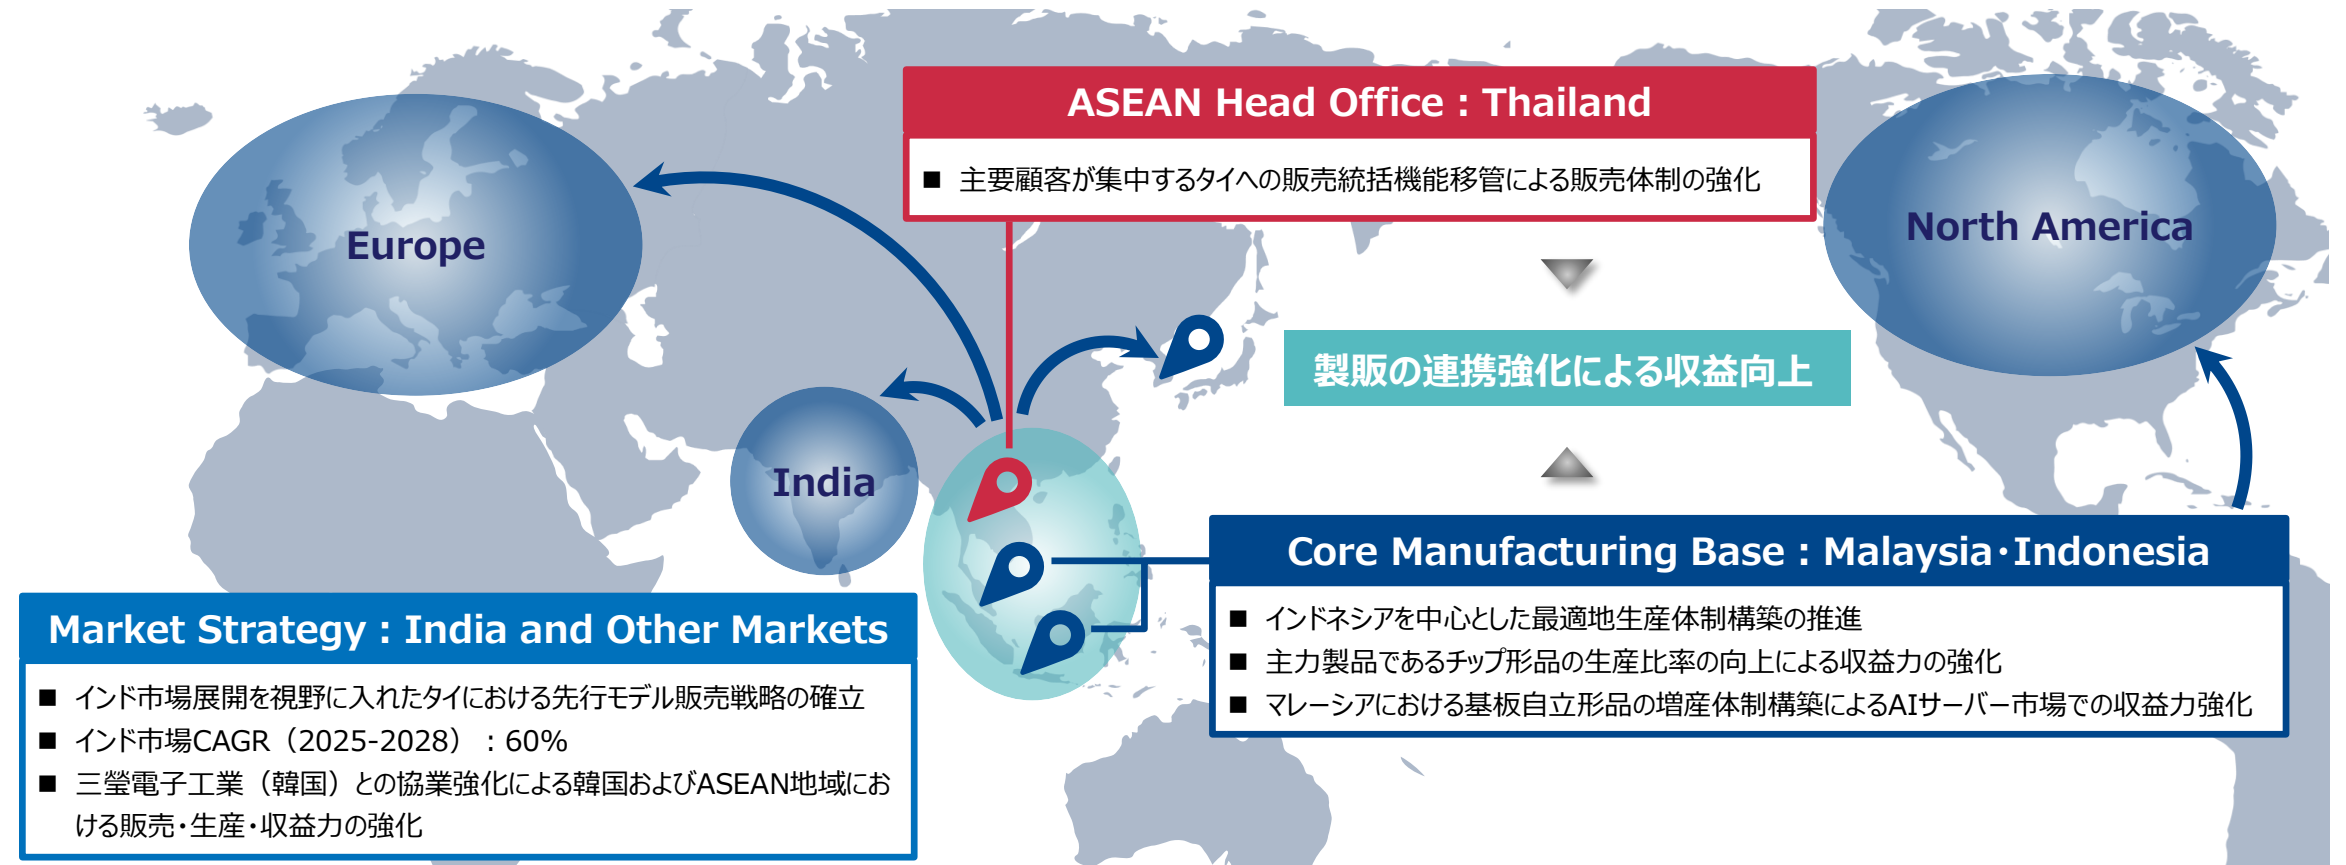 ASEAN Head Office : Thailand
■ 主要顧客が集中するタイへの販売統括機能移管による販売体制の強化
Europe
North America
製販の連携強化による収益向上
India
Core Manufacturing Base : Malaysia・Indonesia
■ インドネシアを中心とした最適地生産体制構築の推進
■ 主力製品であるチップ形品の生産比率の向上による収益力の強化
■ マレーシアにおける基板自立形品の増産体制構築によるAIサーバー市場での収益力強化
Market Strategy : India and Other Markets
■ インド市場展開を視野に入れたタイにおける先行モデル販売戦略の確立
■ インド市場CAGR（2025-2028）：60%
■ 三瑩電子工業（韓国）との協業強化による韓国およびASEAN地域にお
ける販売・生産・収益力の強化